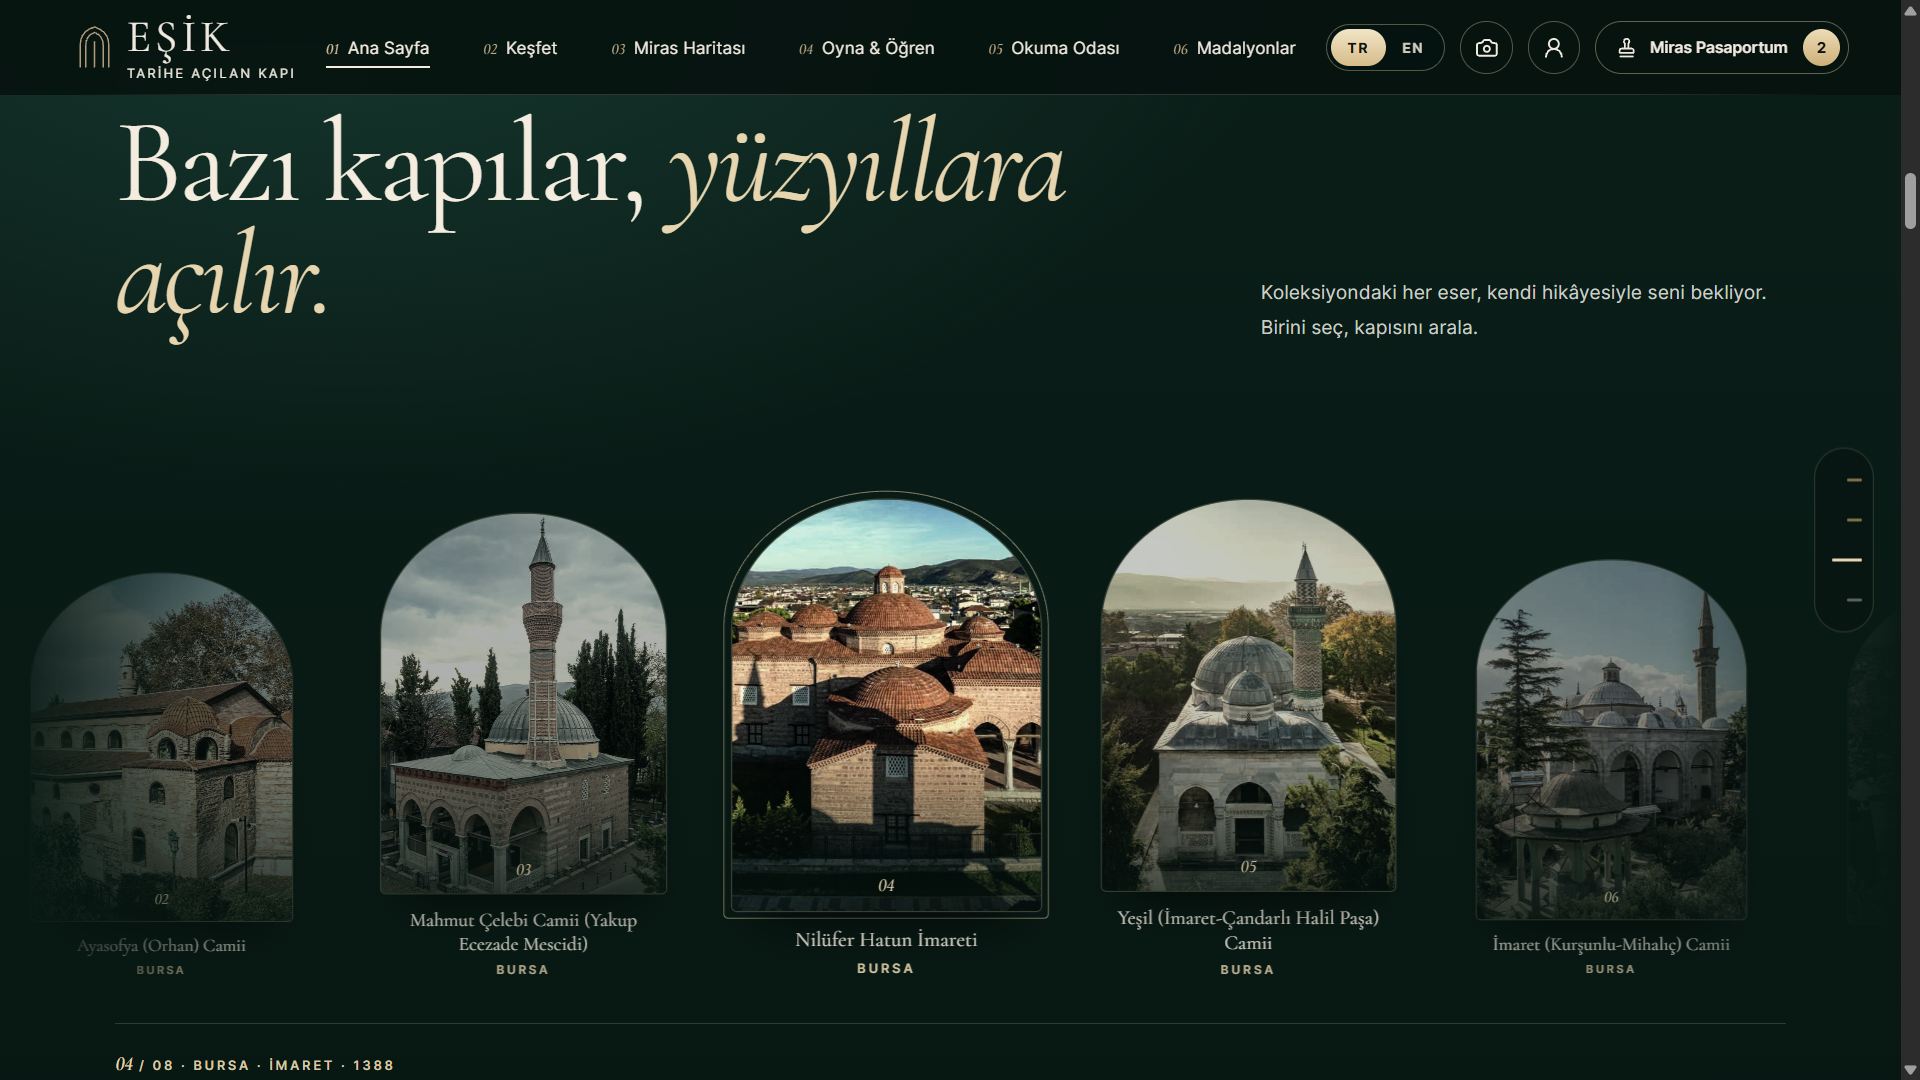 EŞİK
TARİHE AÇILAN KAPI
01 Ana Sayfa
02 Keşfet
03 Miras Haritası
04 Oyna & Öğren
05 Okuma Odası
06 Madalyonlar
TR EN
Miras Pasaportum 2
Bazı kapılar, yüzyıllara
açılır.
Koleksiyondaki her eser, kendi hikâyesiyle seni bekliyor.
Birini seç, kapısını arala.
02
Ayasofya (Orhan) Camii
BURSA
03
Mahmut Çelebi Camii (Yakup
Ecezade Mescidi)
BURSA
04
Nilüfer Hatun İmareti
BURSA
05
Yeşil (İmaret-Çandarlı Halil Paşa)
Camii
BURSA
06
İmaret (Kurşunlu-Mihalıç) Camii
BURSA
04 / 08 · BURSA · İMARET · 1388